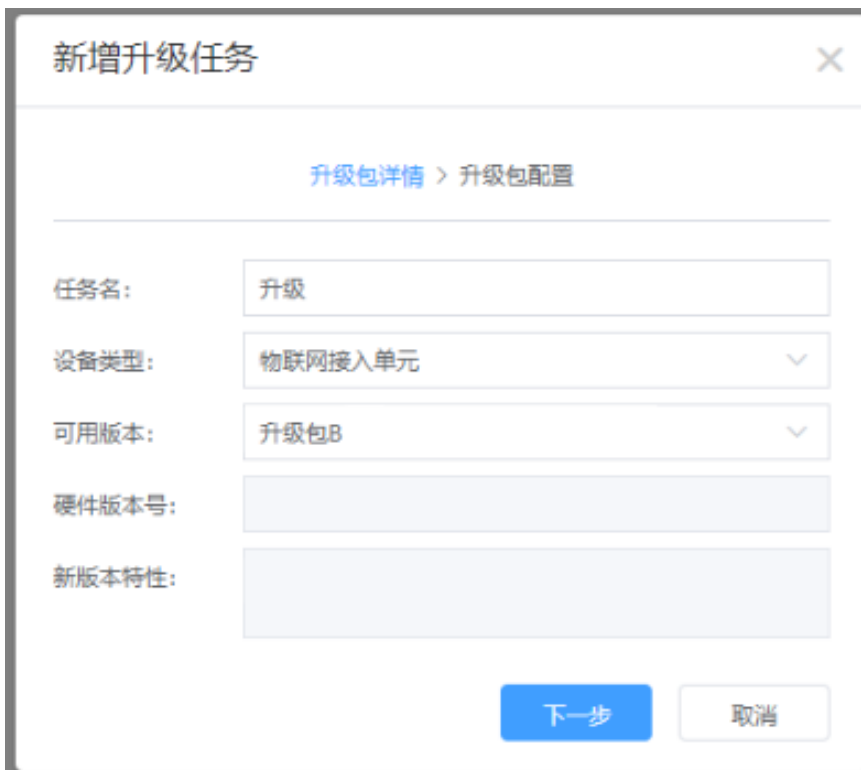 新增升级任务
升级包详情 > 升级包配置
任务名： 升级
设备类型： 物联网接入单元
可用版本： 升级包B
硬件版本号：
新版本特性：
下一步 取消